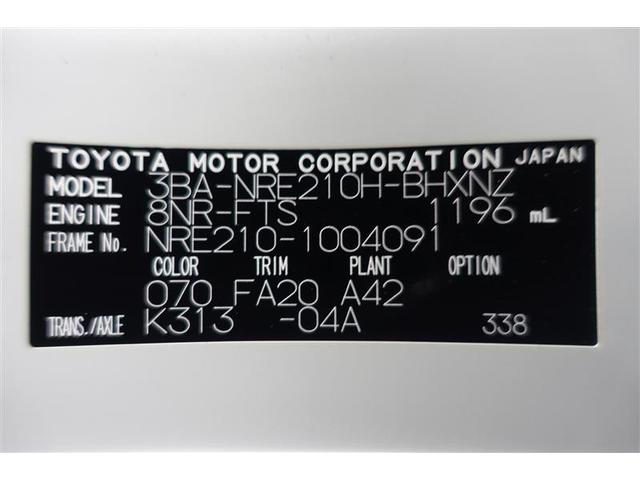 TOYOTA MOTOR CORPORATION JAPAN
MODEL 3BA-NRE210H-BHXNZ
ENGINE 8NR-FTS 1196 mL
FRAME No. NRE210-1004091
COLOR TRIM PLANT OPTION
070 FA20 A42
TRANS./AXLE K313 -04A 338